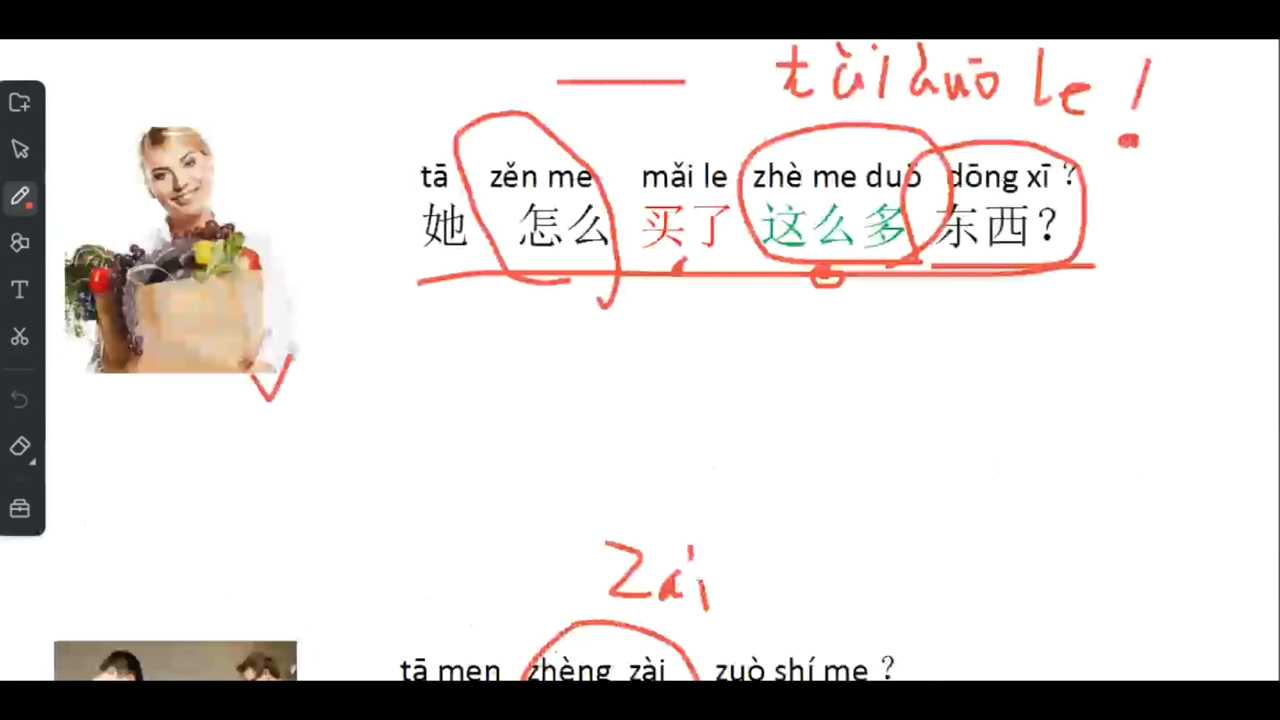 tài duō le!
tā zěn me mǎi le zhè me duō dōng xī ?
她 怎么 买了 这么多 东西？
zài
tā men zhèng zài zuò shí me ?